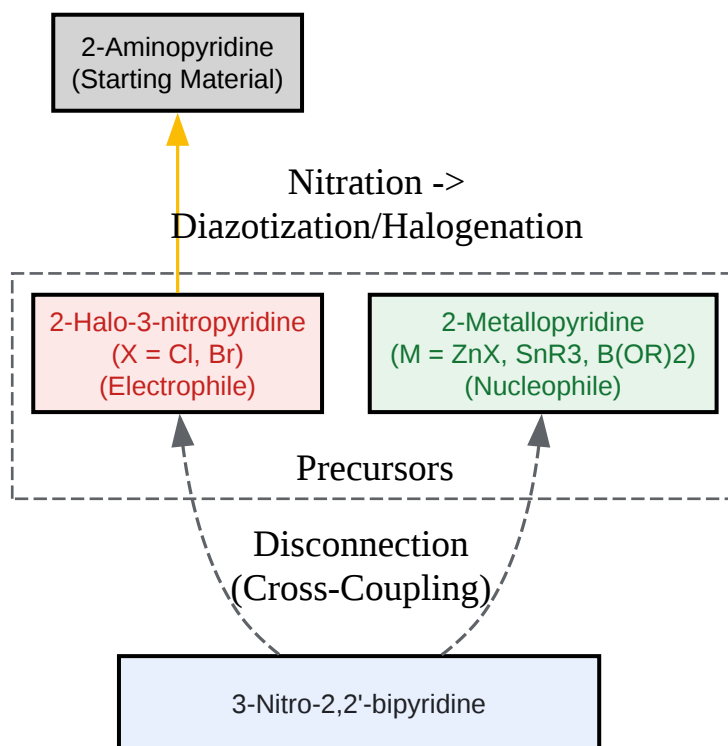 2-Aminopyridine
(Starting Material)
Nitration ->
Diazotization/Halogenation
2-Halo-3-nitropyridine
(X = Cl, Br)
(Electrophile)
2-Metallopyridine
(M = ZnX, SnR3, B(OR)2)
(Nucleophile)
Precursors
Disconnection
(Cross-Coupling)
3-Nitro-2,2'-bipyridine